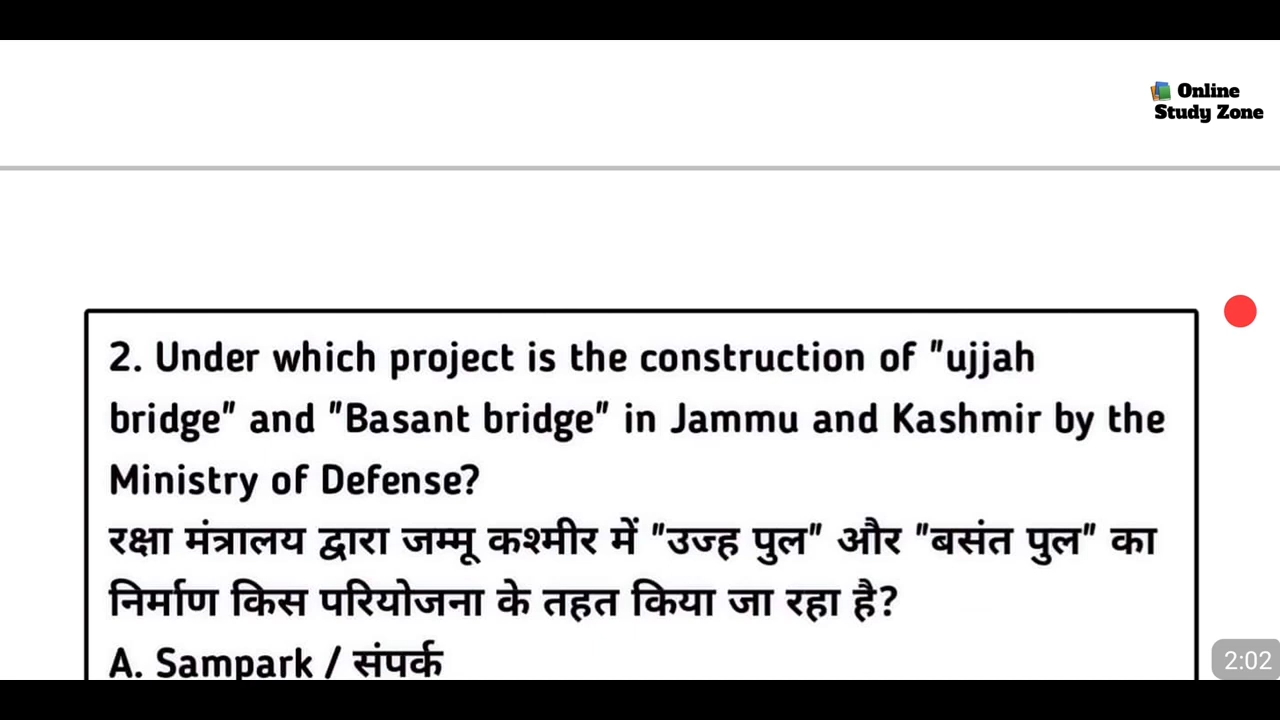 Online
Study Zone
2. Under which project is the construction of "ujjah
bridge" and "Basant bridge" in Jammu and Kashmir by the
Ministry of Defense?
रक्षा मंत्रालय द्वारा जम्मू कश्मीर में "उज्ह पुल" और "बसंत पुल" का
निर्माण किस परियोजना के तहत किया जा रहा है?
A. Sampark / संपर्क
2:02